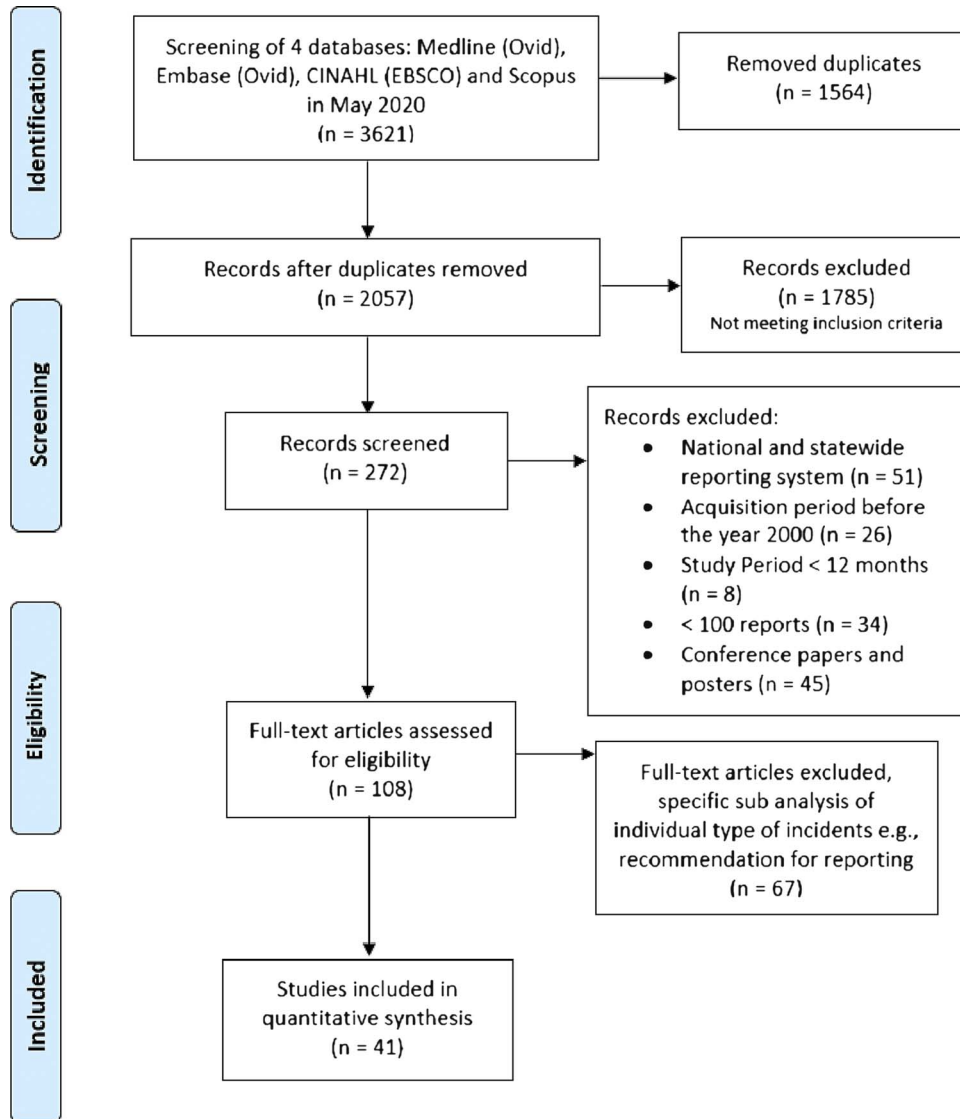 Identification
Screening of 4 databases: Medline (Ovid),
Embase (Ovid), CINAHL (EBSCO) and Scopus
in May 2020
(n = 3621)
Removed duplicates
(n = 1564)
Records after duplicates removed
(n = 2057)
Records excluded
(n = 1785)
Not meeting inclusion criteria
Screening
Records screened
(n = 272)
Records excluded:
• National and statewide
reporting system (n = 51)
• Acquisition period before
the year 2000 (n = 26)
• Study Period < 12 months
(n = 8)
• < 100 reports (n = 34)
• Conference papers and
posters (n = 45)
Eligibility
Full-text articles assessed
for eligibility
(n = 108)
Full-text articles excluded,
specific sub analysis of
individual type of incidents e.g.,
recommendation for reporting
(n = 67)
Included
Studies included in
quantitative synthesis
(n = 41)